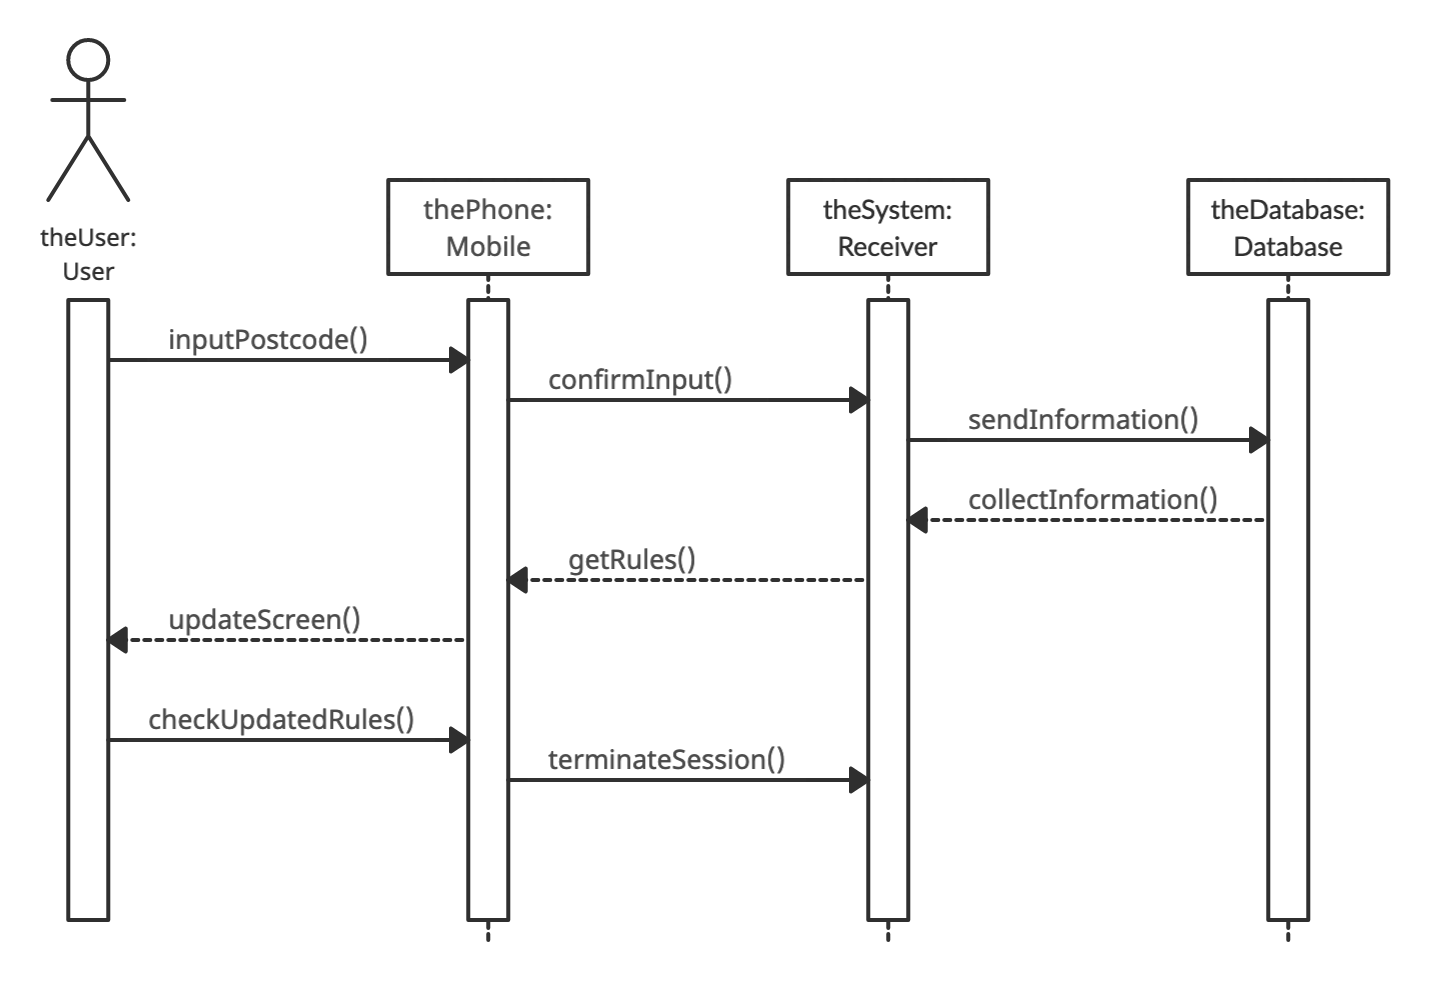 theUser:
User
thePhone:
Mobile
theSystem:
Receiver
theDatabase:
Database
inputPostcode()
confirmInput()
sendInformation()
collectInformation()
getRules()
updateScreen()
checkUpdatedRules()
terminateSession()